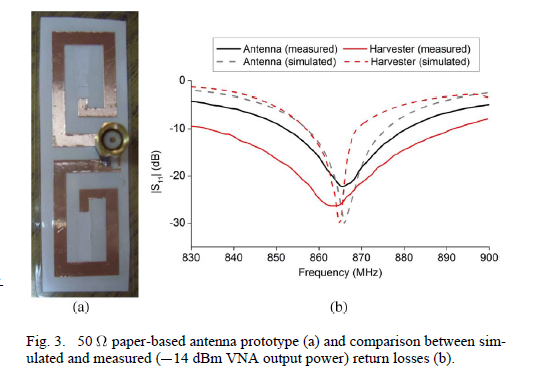 Antenna (measured) Harvester (measured)
Antenna (simulated) Harvester (simulated)
0
-10
-20
-30
|S11| (dB)
830 840 850 860 870 880 890 900
Frequency (MHz)
(a) (b)
Fig. 3. 50 Ω paper-based antenna prototype (a) and comparison between sim-
ulated and measured (−14 dBm VNA output power) return losses (b).